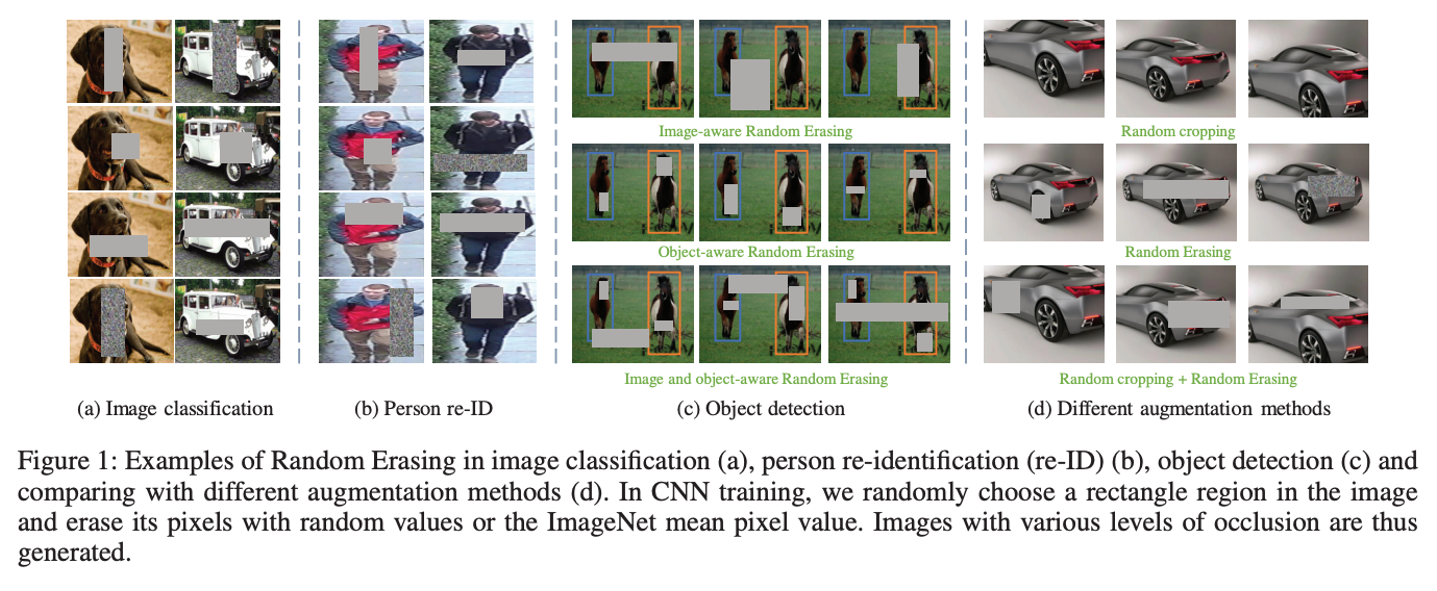 Image-aware Random Erasing
Random cropping
Object-aware Random Erasing
Random Erasing
Image and object-aware Random Erasing
Random cropping + Random Erasing
(a) Image classification
(b) Person re-ID
(c) Object detection
(d) Different augmentation methods
Figure 1: Examples of Random Erasing in image classification (a), person re-identification (re-ID) (b), object detection (c) and
comparing with different augmentation methods (d). In CNN training, we randomly choose a rectangle region in the image
and erase its pixels with random values or the ImageNet mean pixel value. Images with various levels of occlusion are thus
generated.